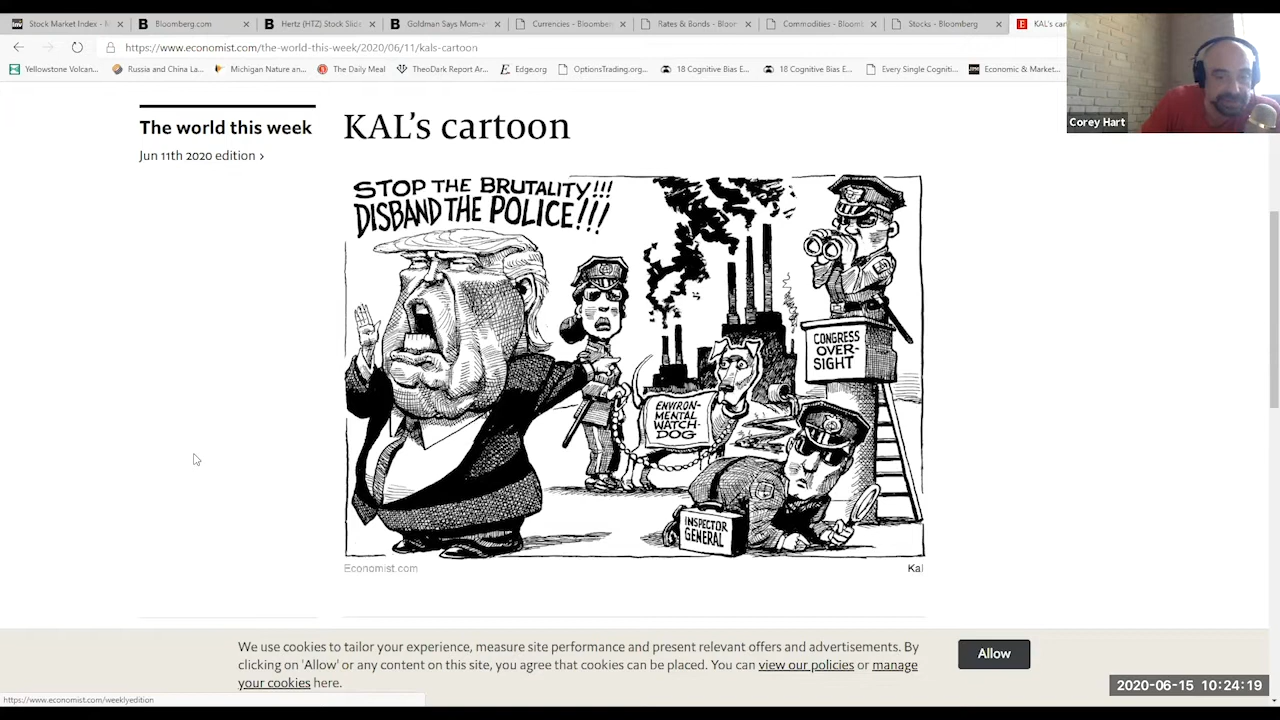 Stock Market Index - N
Bloomberg.com
Hertz (HTZ) Stock Slide
Goldman Says Mom-a
Currencies - Bloomber
Rates & Bonds - Bloor
Commodities - Bloomb
Stocks - Bloomberg
KAL's car
https://www.economist.com/the-world-this-week/2020/06/11/kals-cartoon
Yellowstone Volcan...
Russia and China La...
Michigan Nature an...
The Daily Meal
TheoDark Report Ar...
Edge.org
OptionsTrading.org...
18 Cognitive Bias E...
18 Cognitive Bias E...
Every Single Cogniti...
Economic & Market...
Corey Hart
The world this week
Jun 11th 2020 edition >
KAL's cartoon
STOP THE BRUTALITY!!!
DISBAND THE POLICE!!!
CONGRESS
OVER-
SIGHT
ENVIRON-
MENTAL
WATCH-
DOG
INSPECTOR
GENERAL
Economist.com
Kal
We use cookies to tailor your experience, measure site performance and present relevant offers and advertisements. By
clicking on 'Allow' or any content on this site, you agree that cookies can be placed. You can view our policies or manage
your cookies here.
Allow
2020-06-15 10:24:19
https://www.economist.com/weeklyedition